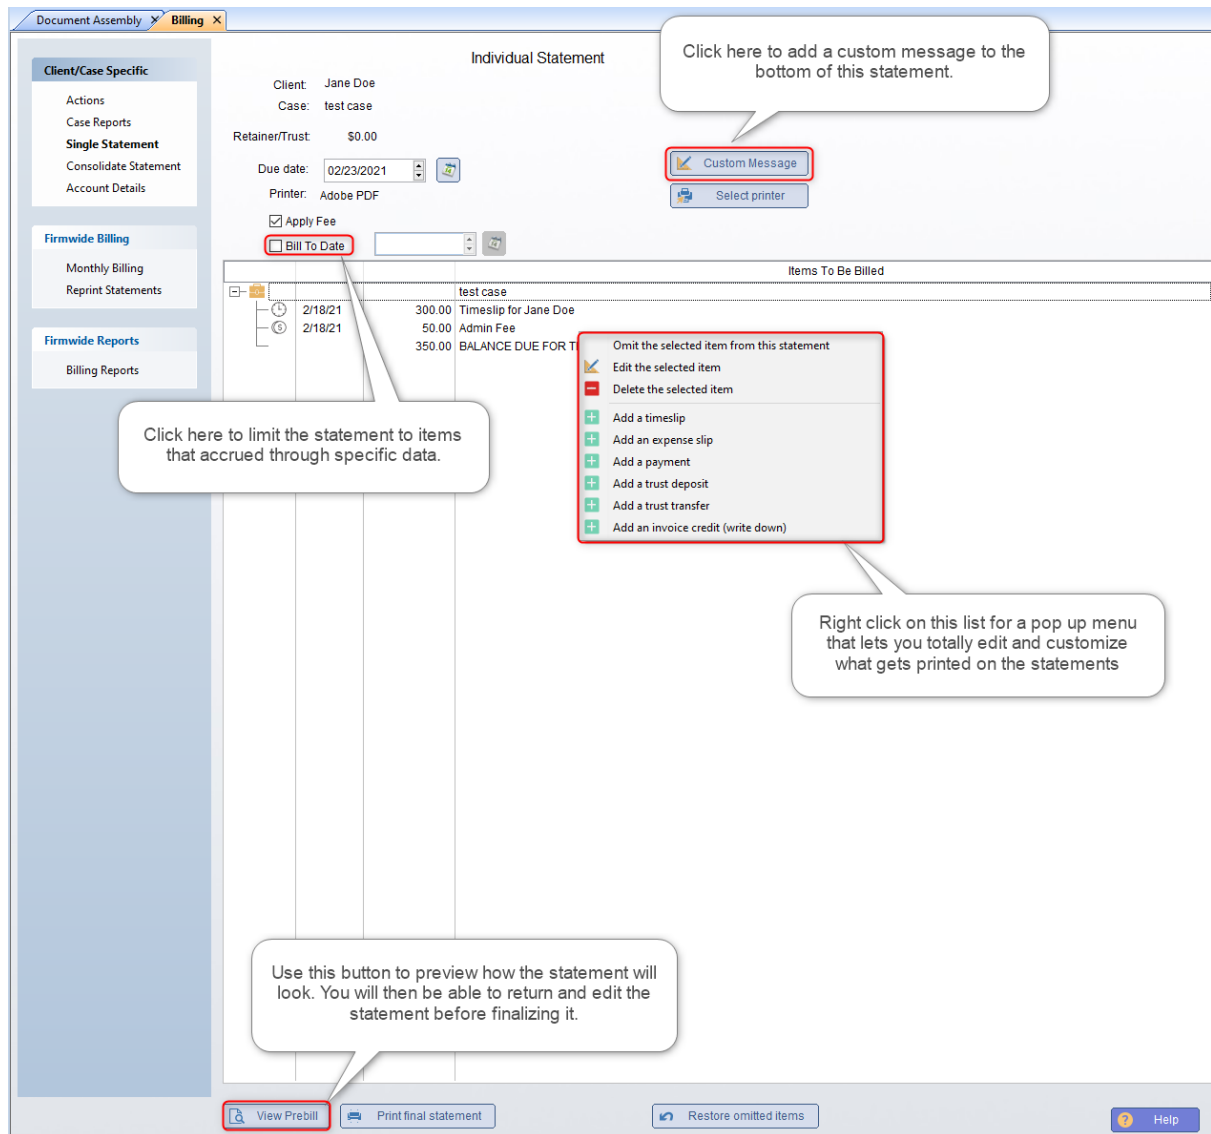 Document Assembly
Billing
Client/Case Specific
Actions
Case Reports
Single Statement
Consolidate Statement
Account Details
Firmwide Billing
Monthly Billing
Reprint Statements
Firmwide Reports
Billing Reports
Individual Statement
Client: Jane Doe
Case: test case
Retainer/Trust: $0.00
Due date: 02/23/2021
Printer: Adobe PDF
Apply Fee
Bill To Date
Click here to add a custom message to the
bottom of this statement.
Custom Message
Select printer
Items To Be Billed
test case
2/18/21 300.00 Timeslip for Jane Doe
2/18/21 50.00 Admin Fee
350.00 BALANCE DUE FOR
Omit the selected item from this statement
Edit the selected item
Delete the selected item
Add a timeslip
Add an expense slip
Add a payment
Add a trust deposit
Add a trust transfer
Add an invoice credit (write down)
Click here to limit the statement to items
that accrued through specific data.
Right click on this list for a pop up menu
that lets you totally edit and customize
what gets printed on the statements
Use this button to preview how the statement will
look. You will then be able to return and edit the
statement before finalizing it.
View Prebill
Print final statement
Restore omitted items
Help